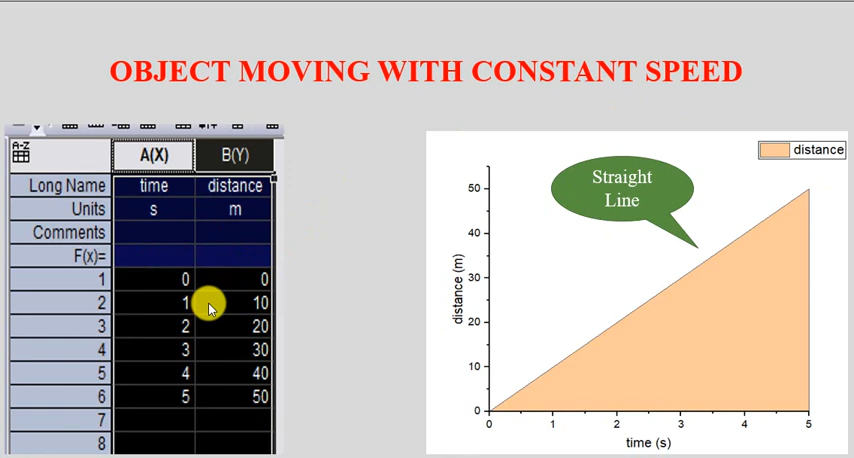 OBJECT MOVING WITH CONSTANT SPEED
A-Z A(X) B(Y)
Long Name time distance
Units s m
Comments
F(x)=
1 0 0
2 1 10
3 2 20
4 3 30
5 4 40
6 5 50
7
8
distance
Straight
Line
50
40
30
20
10
0
distance (m)
0 1 2 3 4 5
time (s)